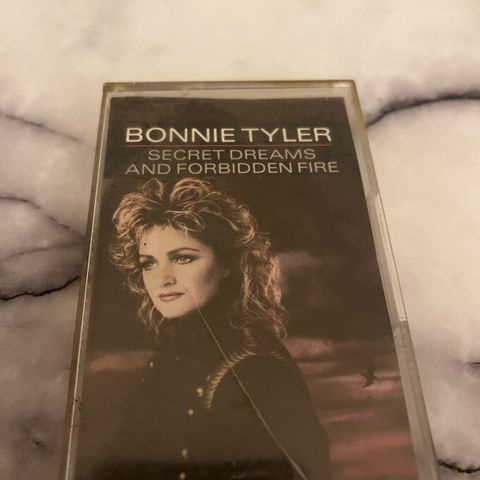 BONNIE TYLER
SECRET DREAMS
AND FORBIDDEN FIRE